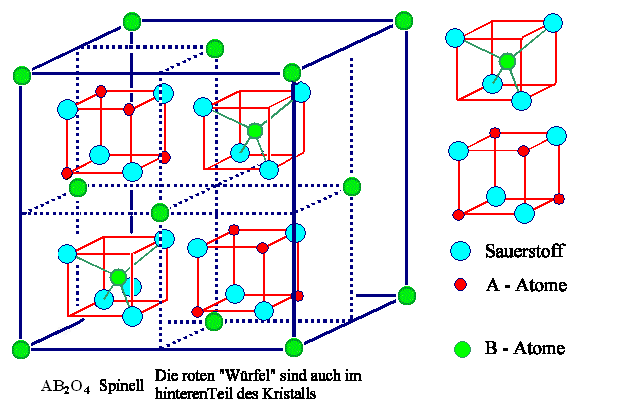 Sauerstoff
A - Atome
B - Atome
AB₂O₄ Spinell
Die roten "Würfel" sind auch im
hinterenTeil des Kristalls